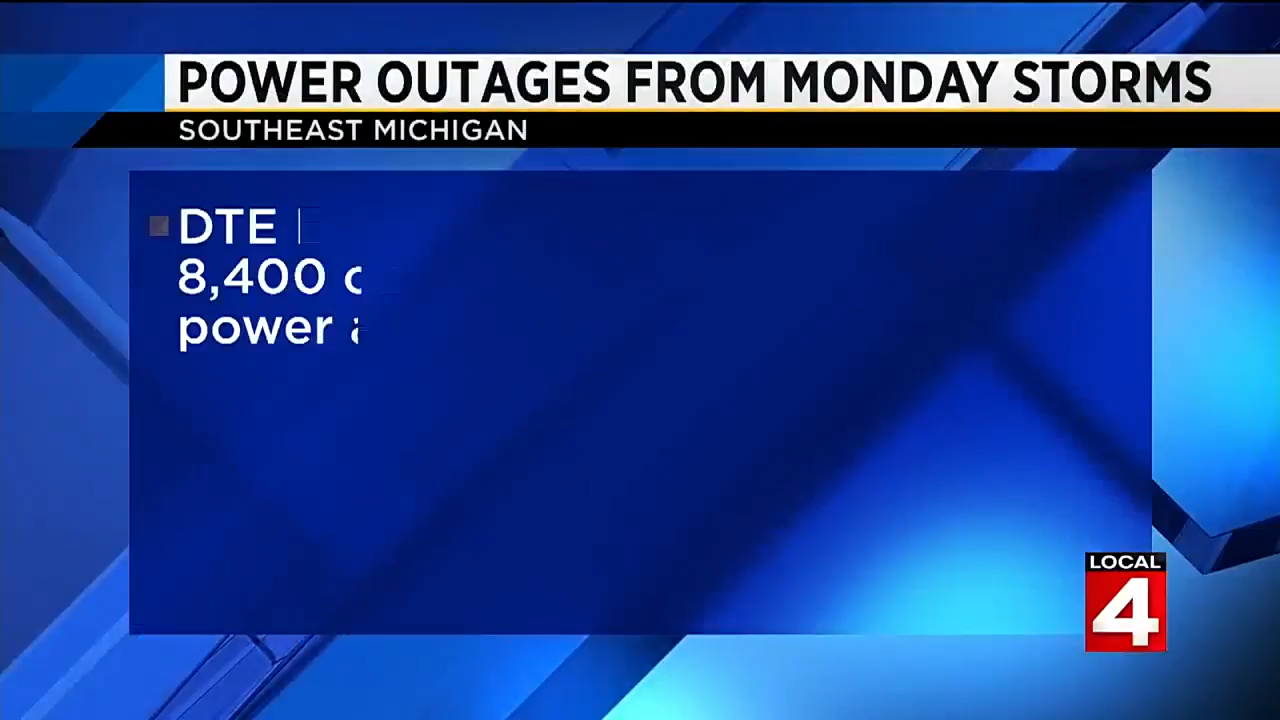 POWER OUTAGES FROM MONDAY STORMS
SOUTHEAST MICHIGAN
DTE
8,400
power
LOCAL
4